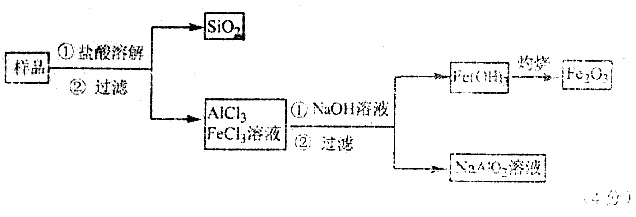 SiO₂
样品
① 盐酸溶解
② 过滤
AlCl₃
FeCl₃溶液
① NaOH溶液
② 过滤
Fe(OH)₃
灼烧
Fe₂O₃
NaAlO₂溶液
(4分)